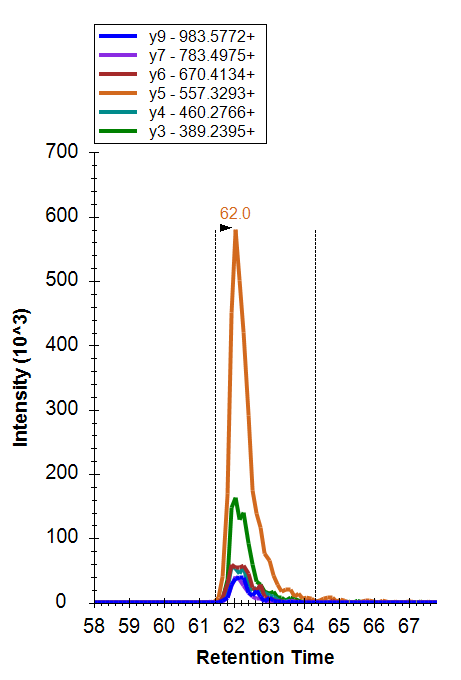 y9 - 983.5772+
y7 - 783.4975+
y6 - 670.4134+
y5 - 557.3293+
y4 - 460.2766+
y3 - 389.2395+
700
600
500
400
300
200
100
0
62.0
Intensity (10^3)
58 59 60 61 62 63 64 65 66 67
Retention Time